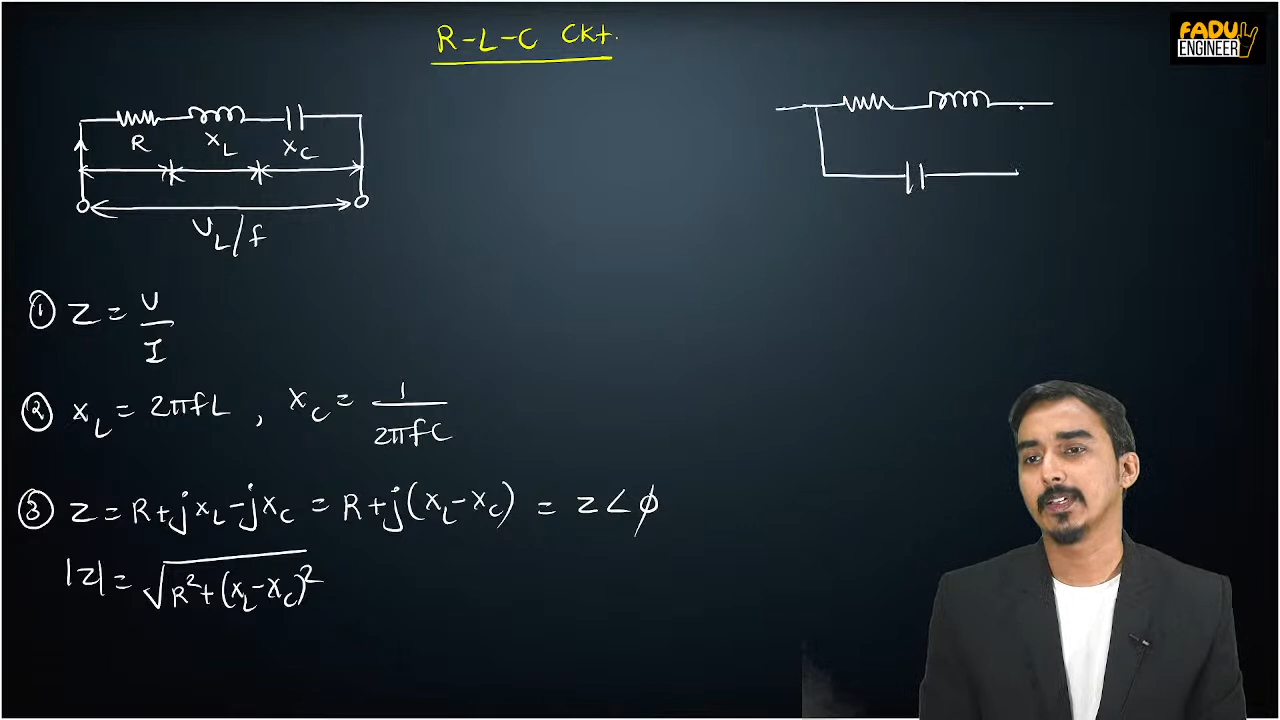 R-L-C Ckt.
FADU
ENGINEER
R XL XC
VL/f
① Z = V/I
② XL = 2πfL , XC = 1/2πfC
③ Z = R+jXL-jXC = R+j(XL-XC) = Z∠φ
|Z| = √R²+(XL-XC)²